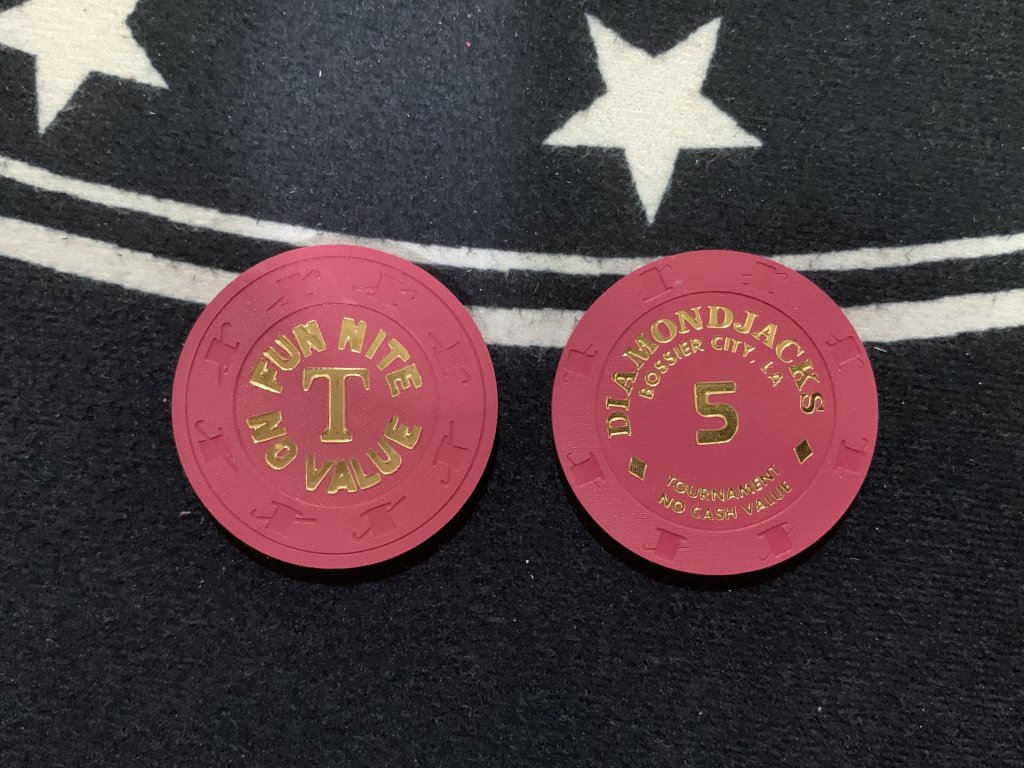 FUN NITE
T
NO VALUE
DIAMONDJACKS
BOSSIER CITY, LA
5
TOURNAMENT
NO CASH VALUE